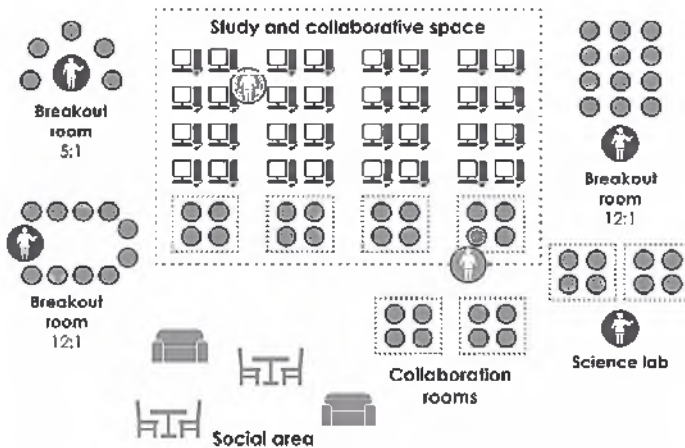 Study and collaborative space
Breakout
room
5:1
Breakout
room
12:1
Breakout
room
12:1
Science lab
Collaboration
rooms
Social area